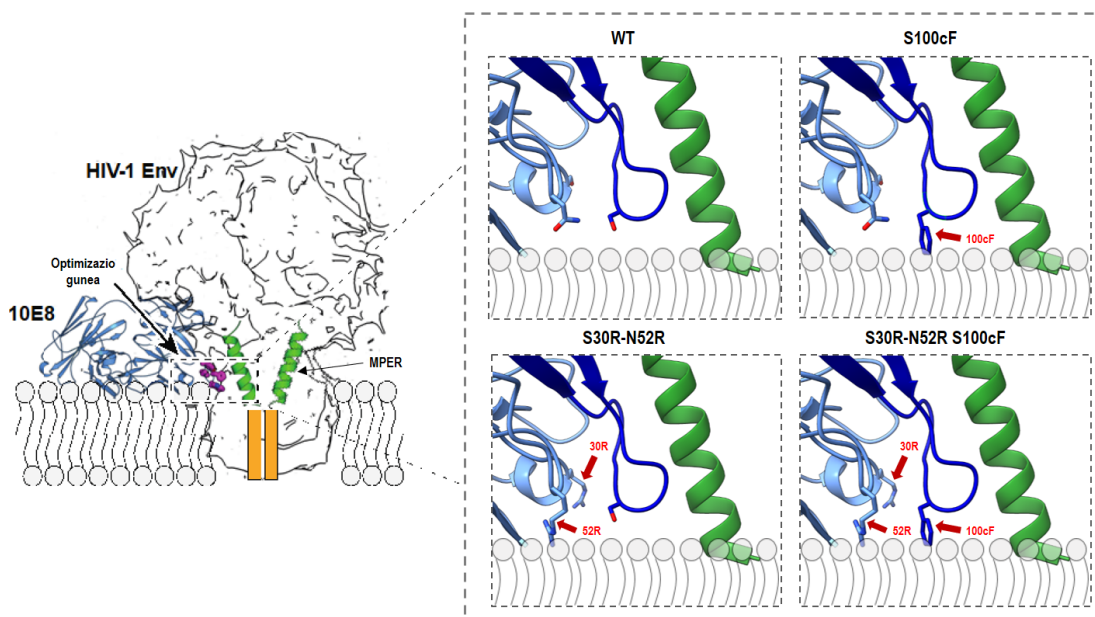 HIV-1 Env
Optimizazio
gunea
10E8
MPER
WT
S100cF
100cF
S30R-N52R
30R
52R
S30R-N52R S100cF
30R
52R
100cF